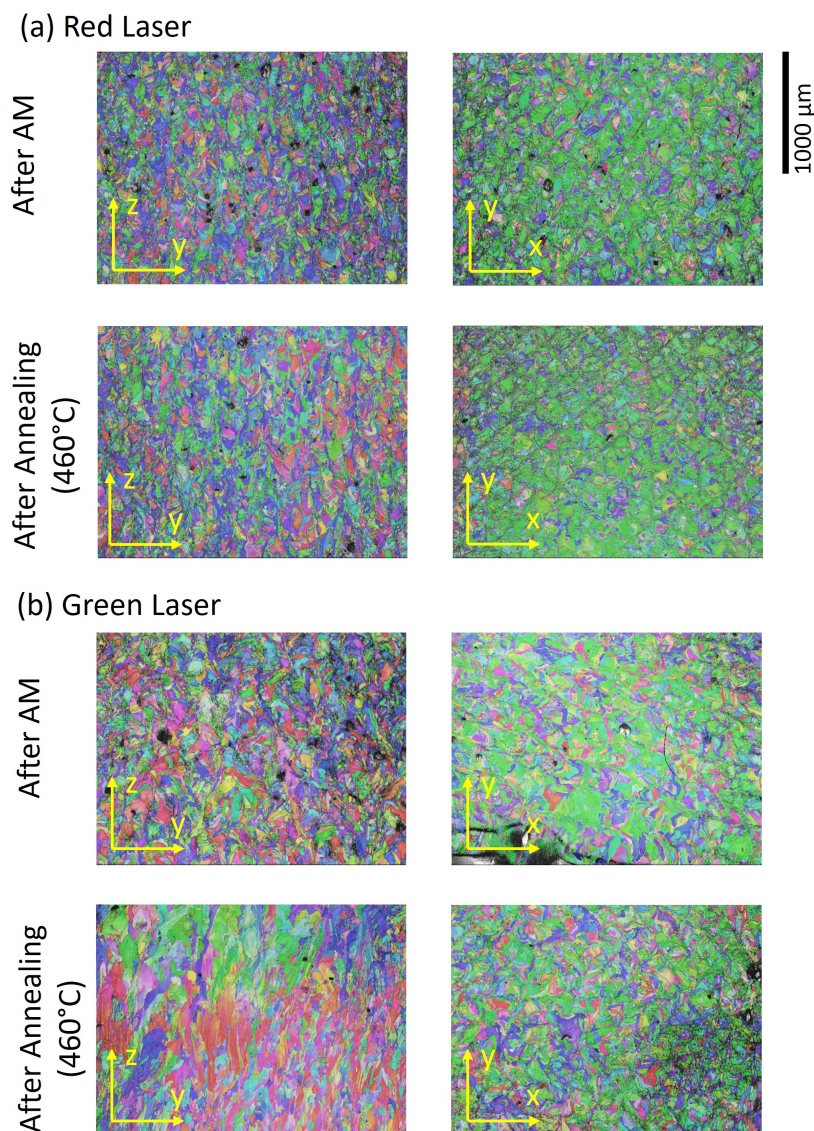 (a) Red Laser
After AM
z
y
y
x
1000 µm
After Annealing
(460°C)
z
y
y
x
(b) Green Laser
After AM
z
y
y
x
After Annealing
(460°C)
z
y
y
x